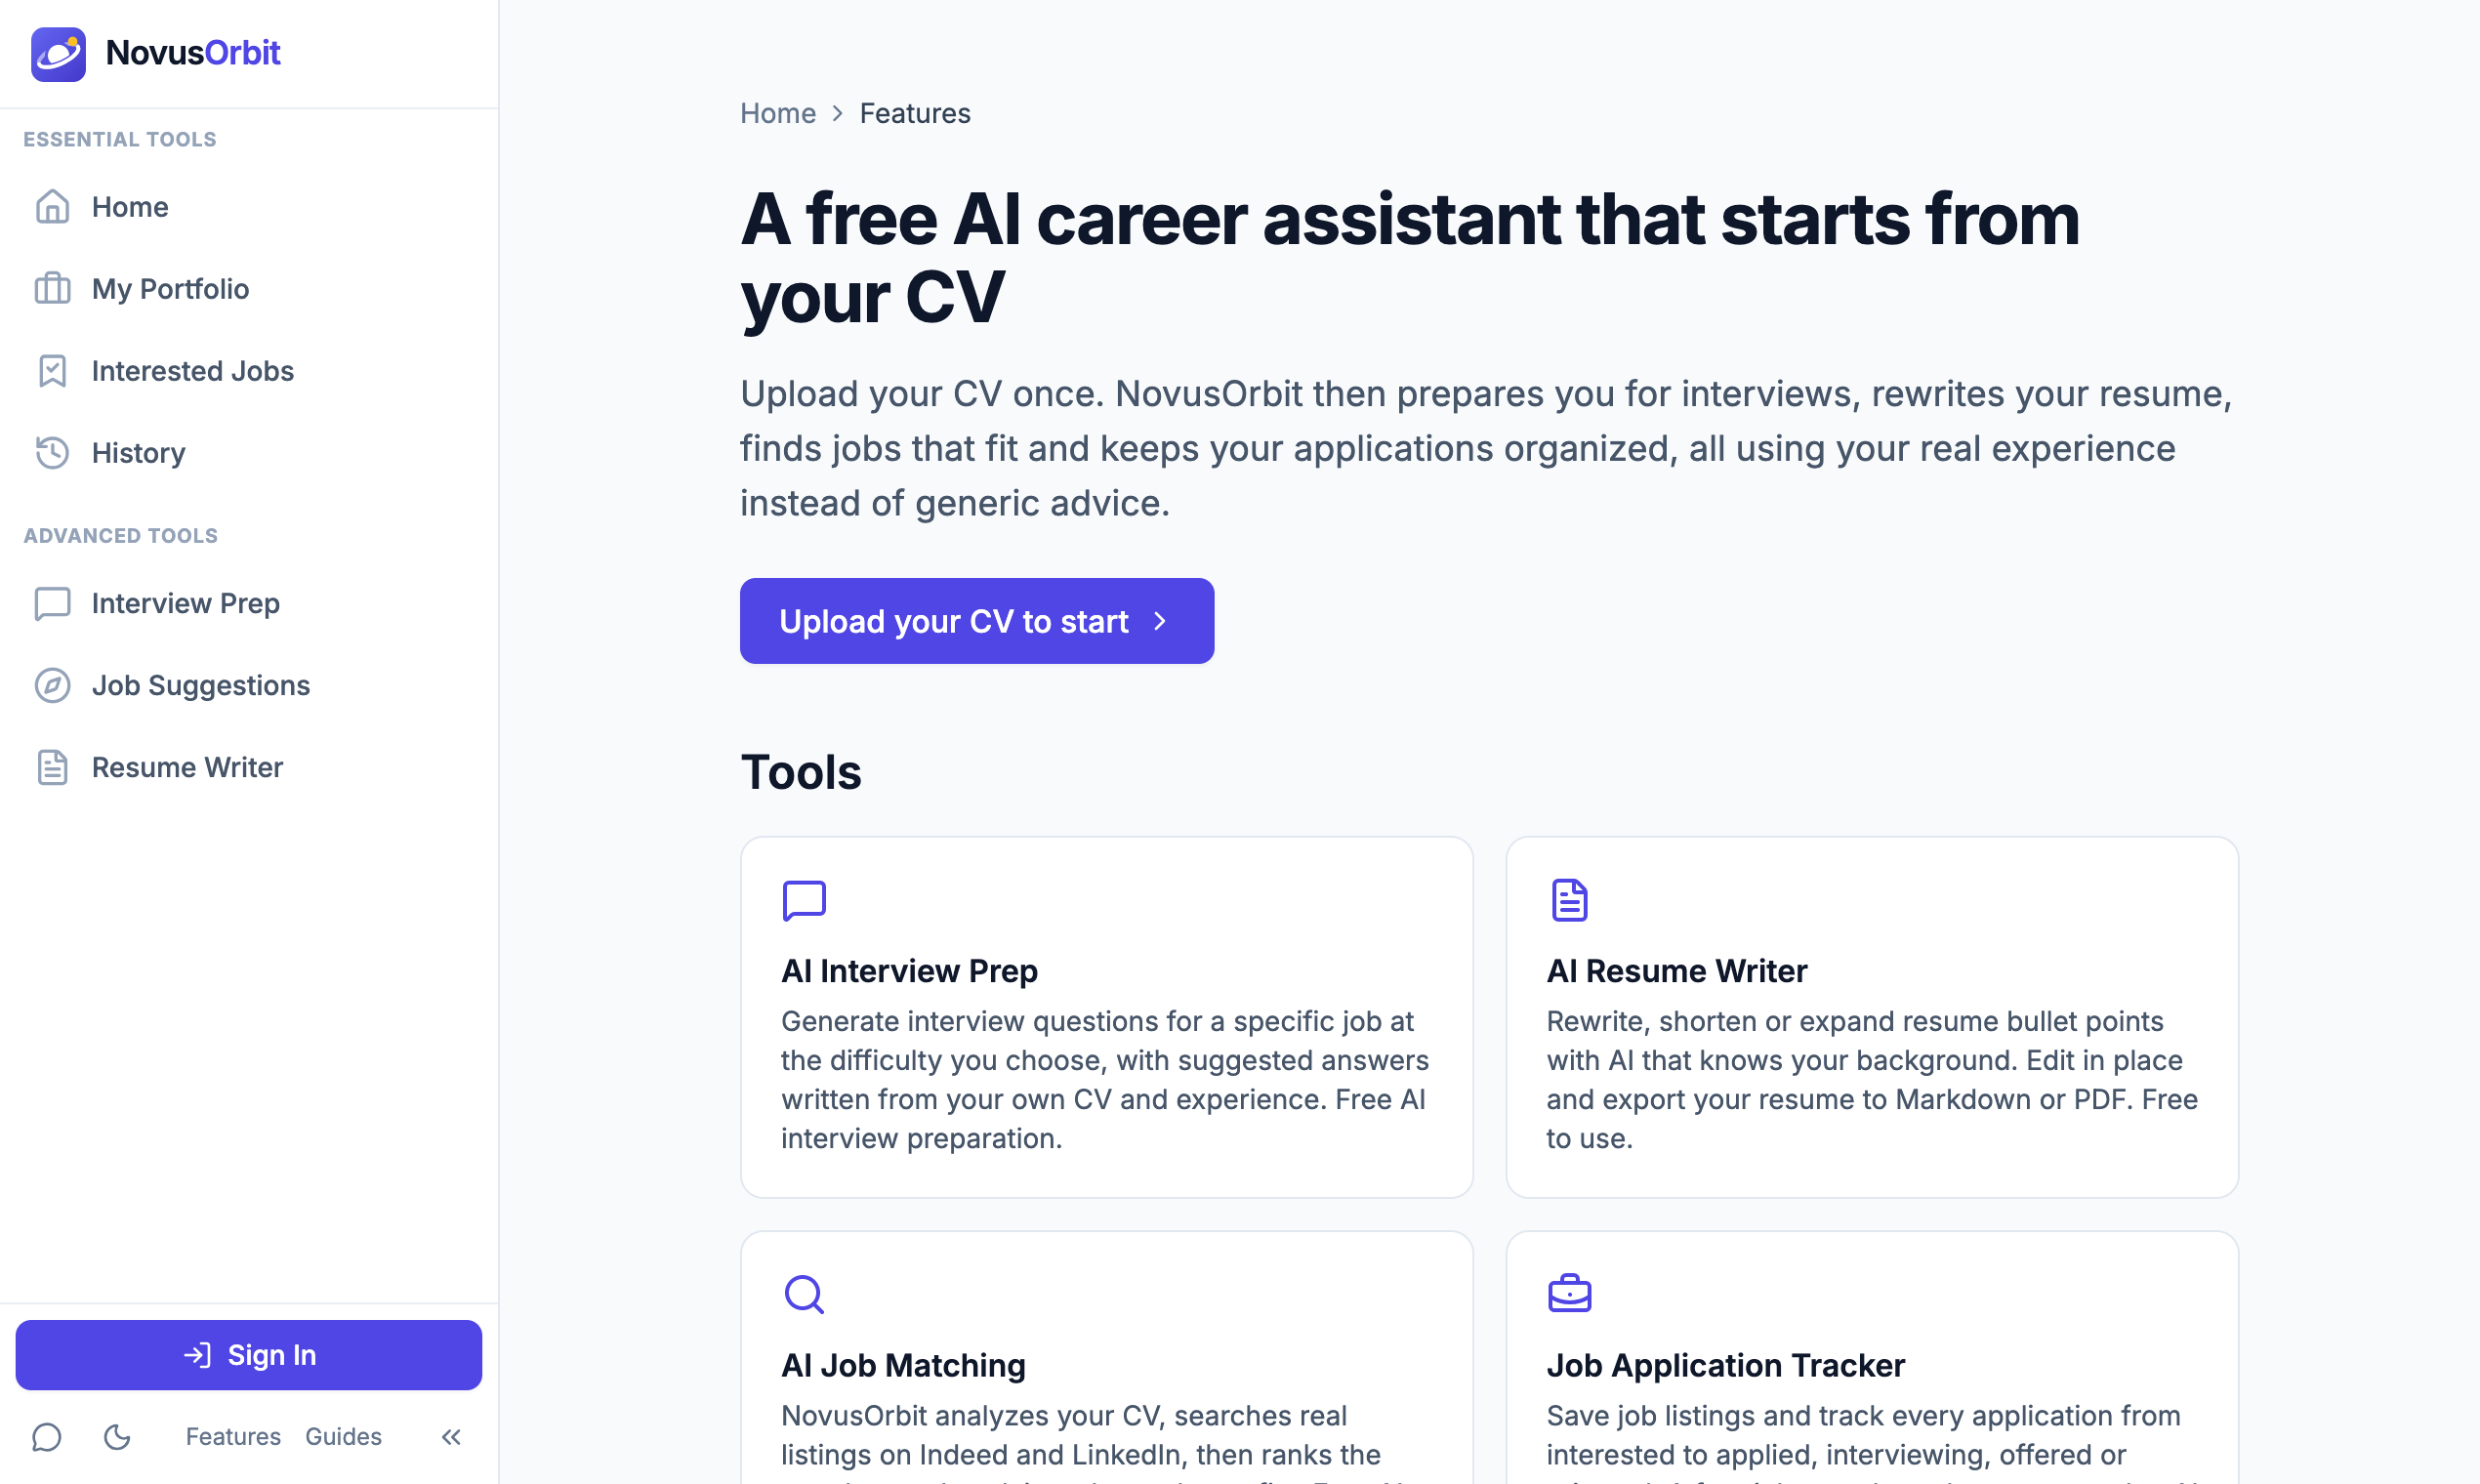 NovusOrbit
ESSENTIAL TOOLS
Home
My Portfolio
Interested Jobs
History
ADVANCED TOOLS
Interview Prep
Job Suggestions
Resume Writer
Sign In
Features
Guides
Home > Features
A free AI career assistant that starts from
your CV
Upload your CV once. NovusOrbit then prepares you for interviews, rewrites your resume,
finds jobs that fit and keeps your applications organized, all using your real experience
instead of generic advice.
Upload your CV to start
Tools
AI Interview Prep
Generate interview questions for a specific job at
the difficulty you choose, with suggested answers
written from your own CV and experience. Free AI
interview preparation.
AI Resume Writer
Rewrite, shorten or expand resume bullet points
with AI that knows your background. Edit in place
and export your resume to Markdown or PDF. Free
to use.
AI Job Matching
NovusOrbit analyzes your CV, searches real
listings on Indeed and LinkedIn, then ranks the
Job Application Tracker
Save job listings and track every application from
interested to applied, interviewing, offered or